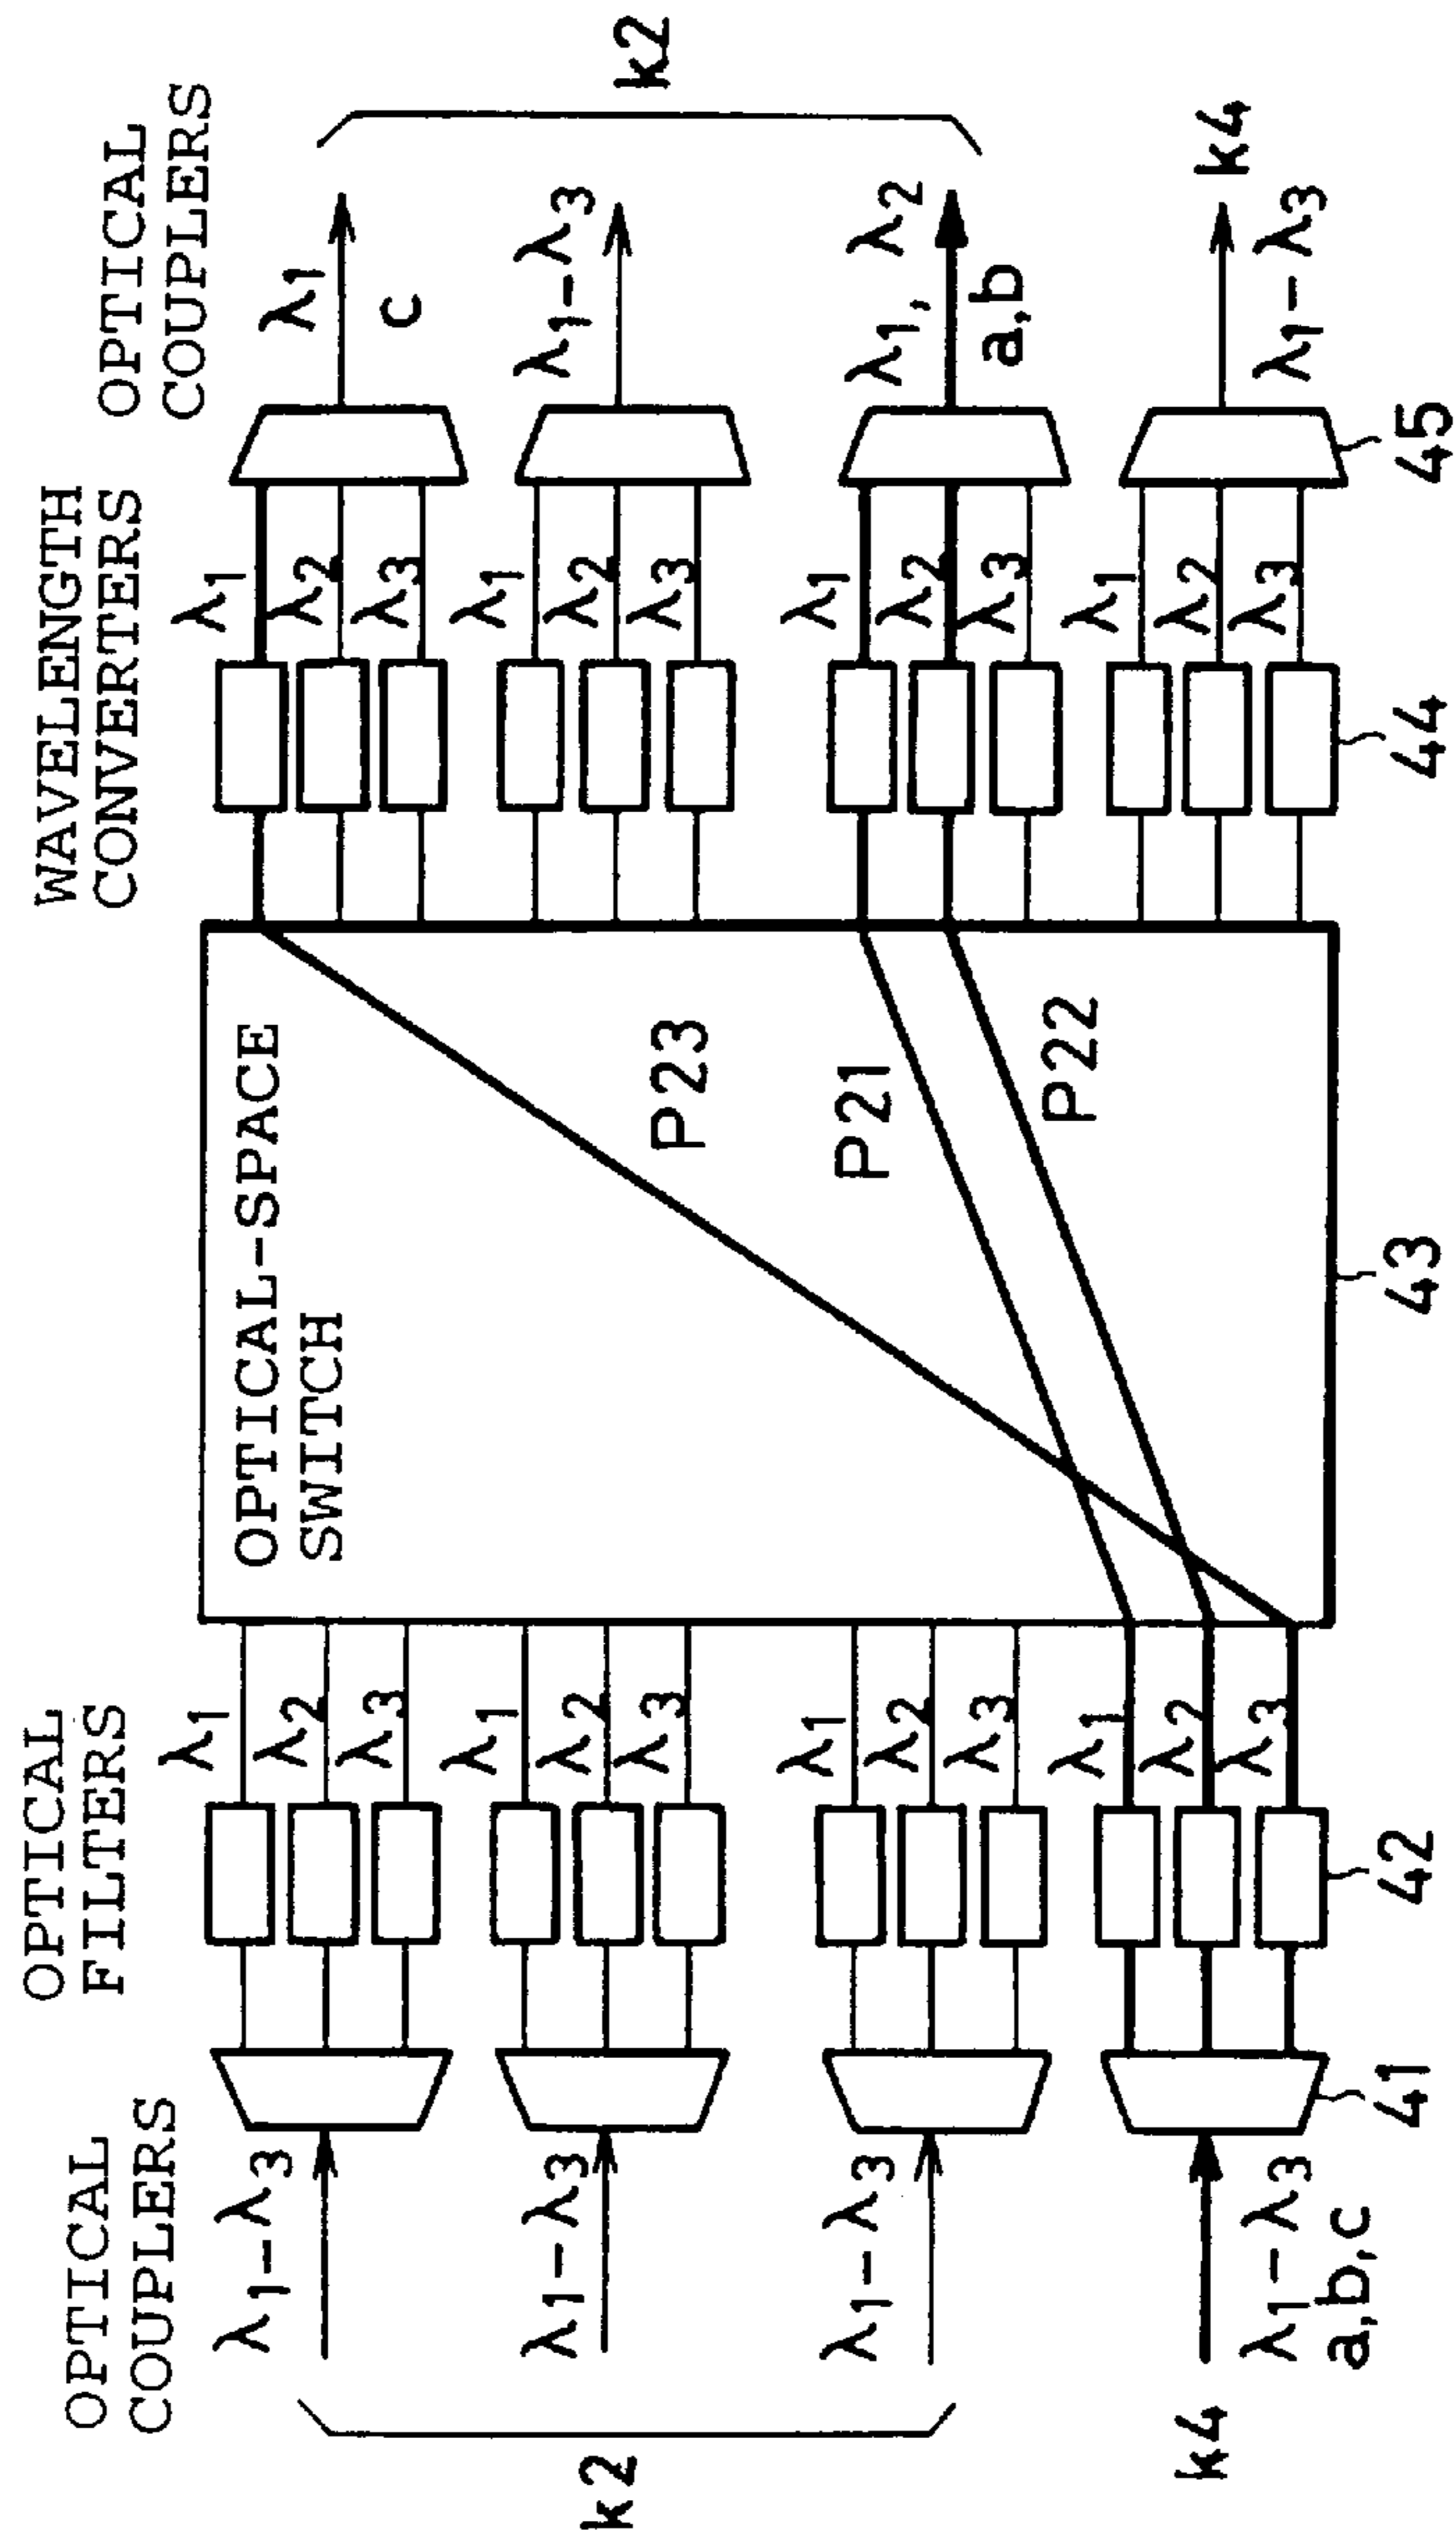 OPTICAL
COUPLERS
OPTICAL
FILTERS
WAVELENGTH
CONVERTERS
OPTICAL
COUPLERS
OPTICAL-SPACE
SWITCH
λ1-λ3
λ1
λ2
λ3
λ1
λ2
λ3
λ1
c
λ1-λ3
λ1
λ2
λ3
λ1
λ2
λ3
λ1-λ3
k2
k2
P23
λ1-λ3
λ1
λ2
λ3
P21
P22
λ1
λ2
λ3
λ1, λ2
a,b
k4
λ1-λ3
a,b,c
λ1
λ2
λ3
λ1
λ2
λ3
k4
λ1-λ3
41
42
43
44
45